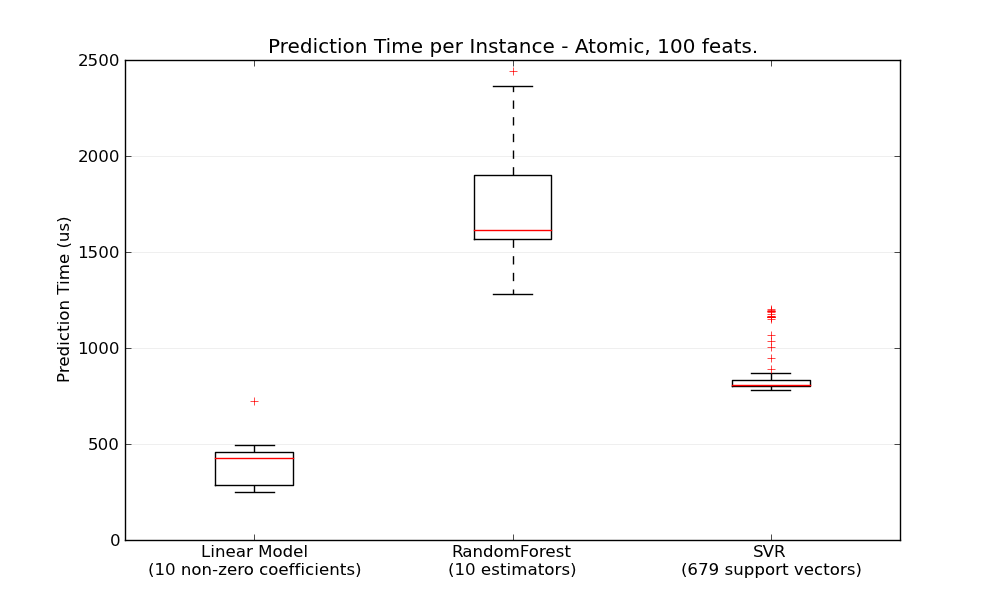 Prediction Time per Instance - Atomic, 100 feats.
2500
2000
1500
1000
500
0
Prediction Time (us)
Linear Model
(10 non-zero coefficients)
RandomForest
(10 estimators)
SVR
(679 support vectors)